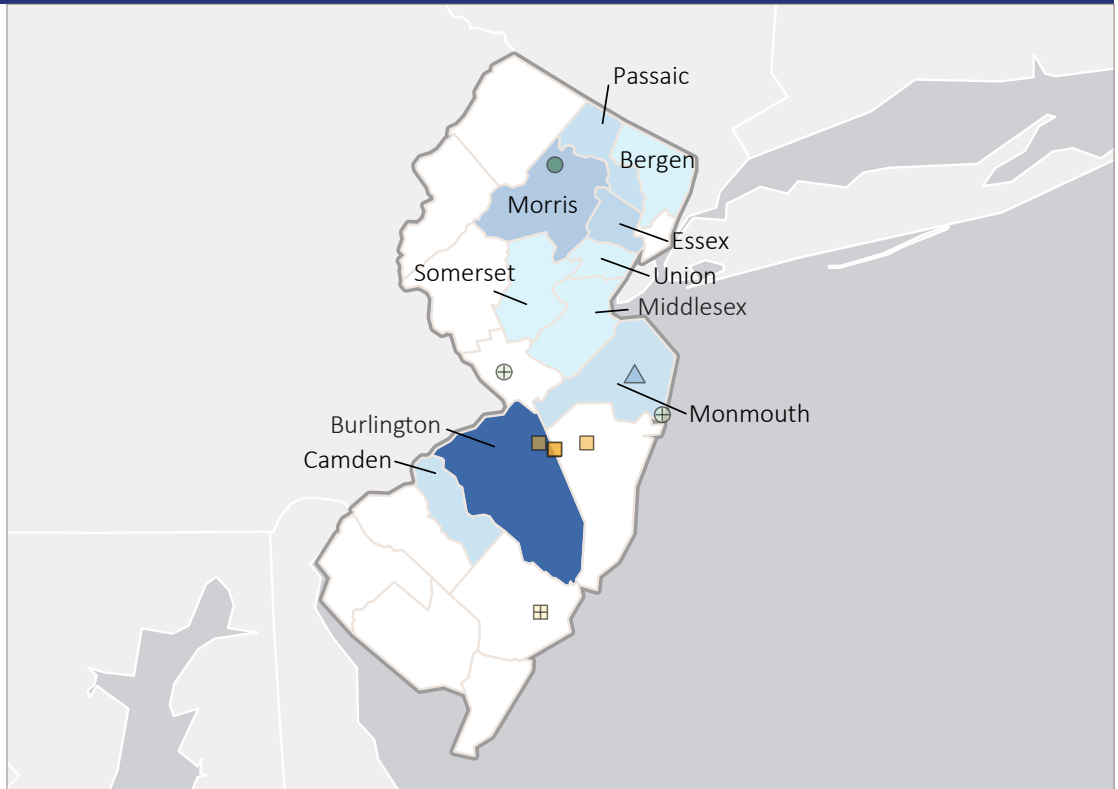 Passaic
Bergen
Morris
Essex
Somerset
Union
Middlesex
Monmouth
Burlington
Camden